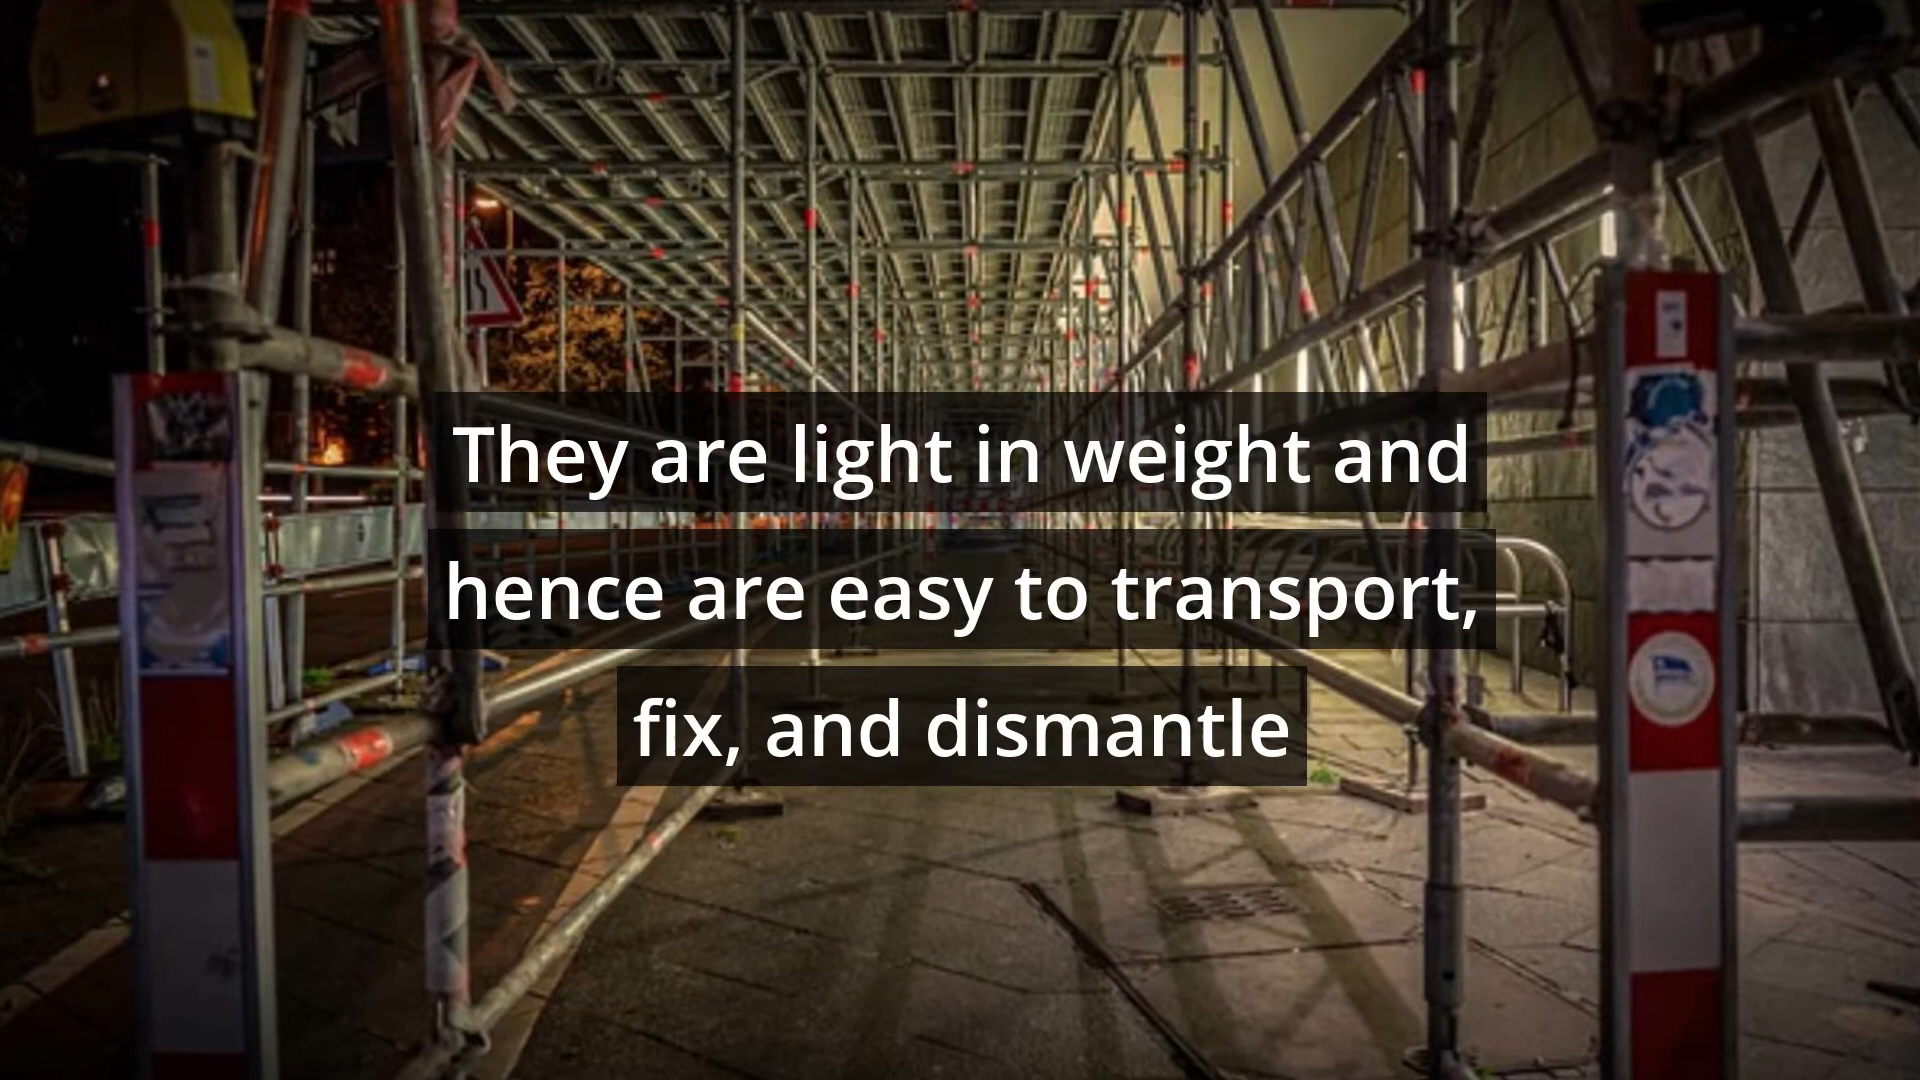 They are light in weight and
hence are easy to transport,
fix, and dismantle